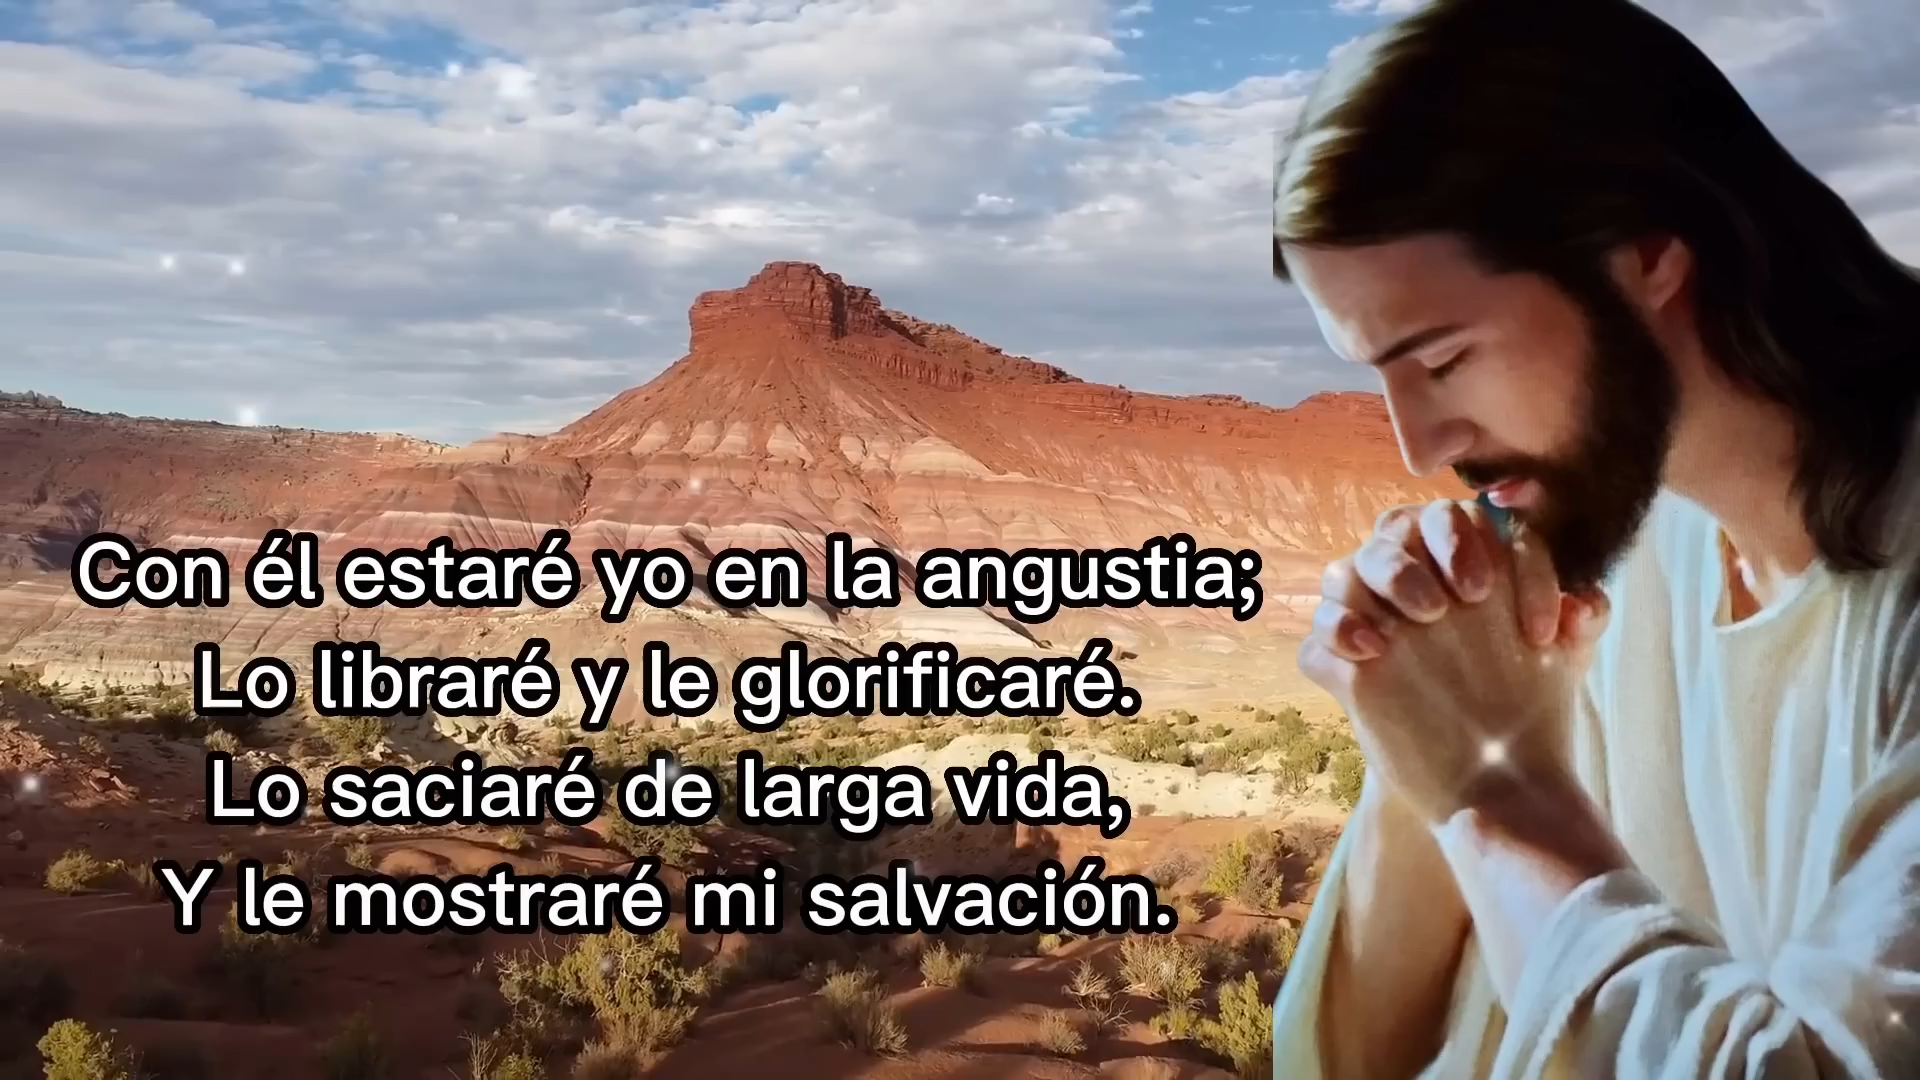 Con él estaré yo en la angustia;
Lo libraré y le glorificaré.
Lo saciaré de larga vida,
Y le mostraré mi salvación.